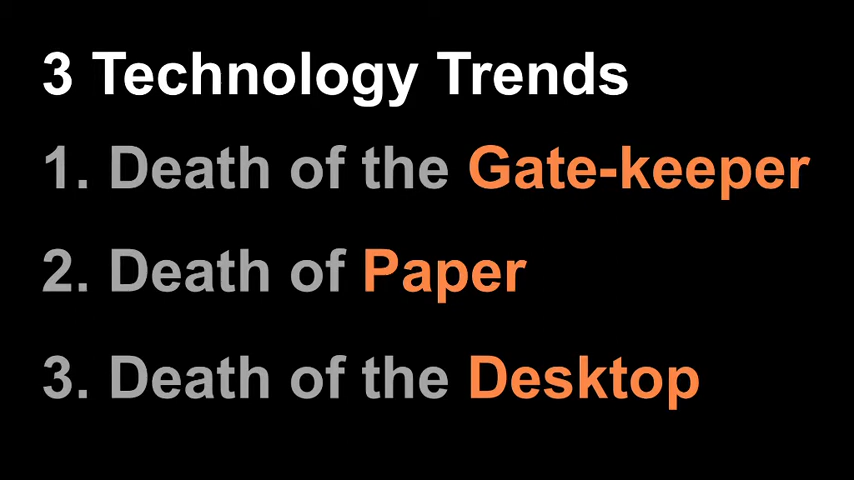 3 Technology Trends
1. Death of the Gate-keeper
2. Death of Paper
3. Death of the Desktop